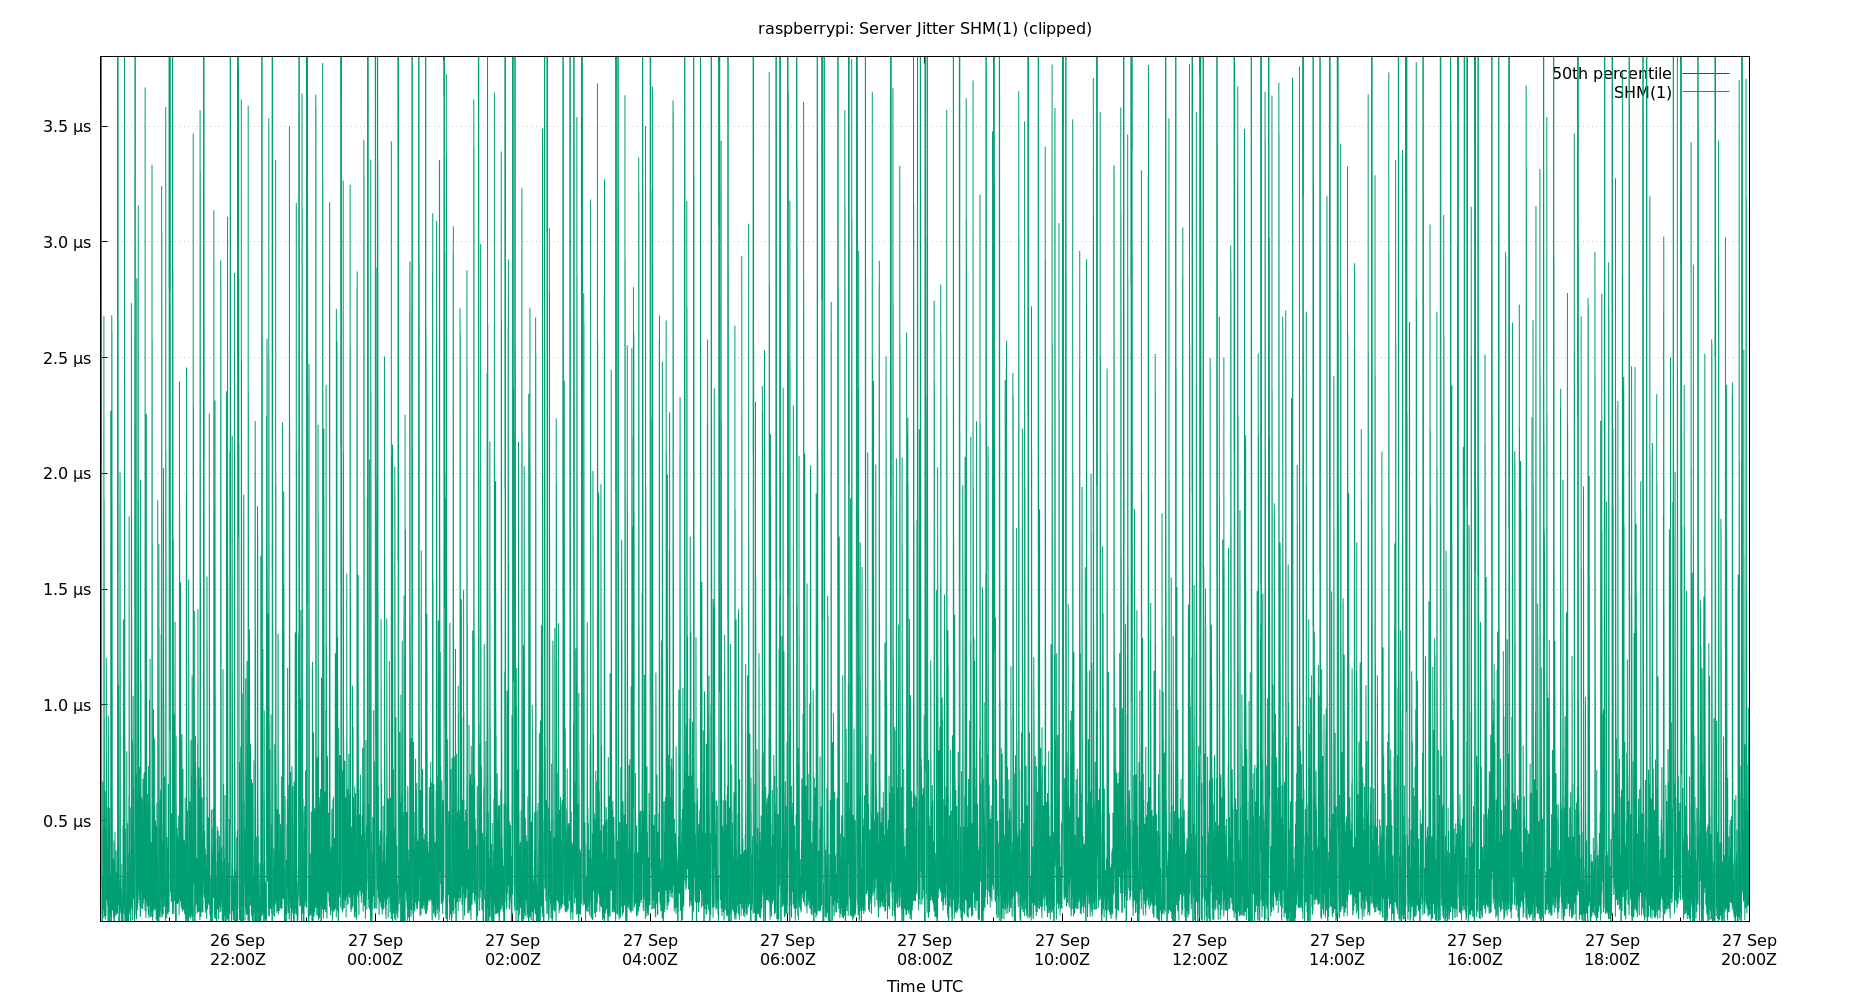 raspberrypi: Server Jitter SHM(1) (clipped)
50th percentile
SHM(1)
3.5 µs
3.0 µs
2.5 µs
2.0 µs
1.5 µs
1.0 µs
0.5 µs
26 Sep 27 Sep 27 Sep 27 Sep 27 Sep 27 Sep 27 Sep 27 Sep 27 Sep 27 Sep 27 Sep 27 Sep
22:00Z 00:00Z 02:00Z 04:00Z 06:00Z 08:00Z 10:00Z 12:00Z 14:00Z 16:00Z 18:00Z 20:00Z
Time UTC